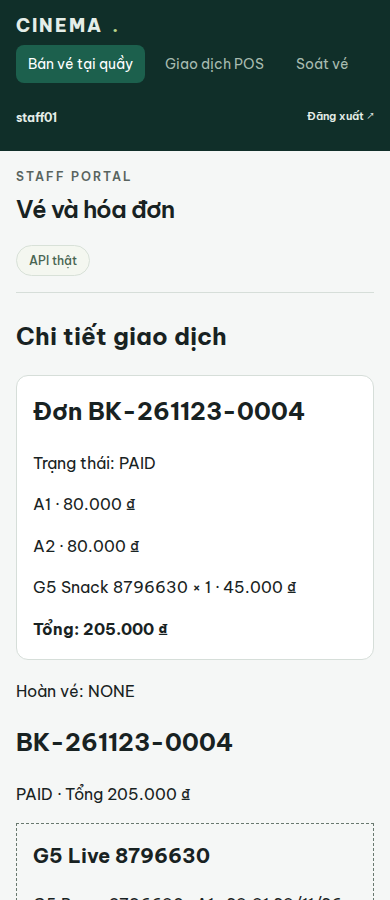 CINEMA .
Bán vé tại quầy Giao dịch POS Soát vé
staff01 Đăng xuất ↗
STAFF PORTAL
Vé và hóa đơn
API thật
Chi tiết giao dịch
Đơn BK-261123-0004
Trạng thái: PAID
A1 · 80.000 ₫
A2 · 80.000 ₫
G5 Snack 8796630 × 1 · 45.000 ₫
Tổng: 205.000 ₫
Hoàn vé: NONE
BK-261123-0004
PAID · Tổng 205.000 ₫
G5 Live 8796630